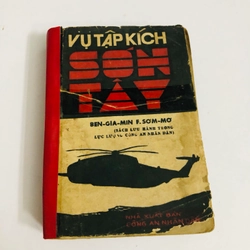 VỤ TẬP KÍCH
SƠN
TÂY
BEN-GIA-MIN F. SƠM-MƠ
(SÁCH LƯU HÀNH TRONG
LỰC LƯỢNG CÔNG AN NHÂN DÂN)
NHÀ XUẤT BẢN
CÔNG AN NHÂN DÂN